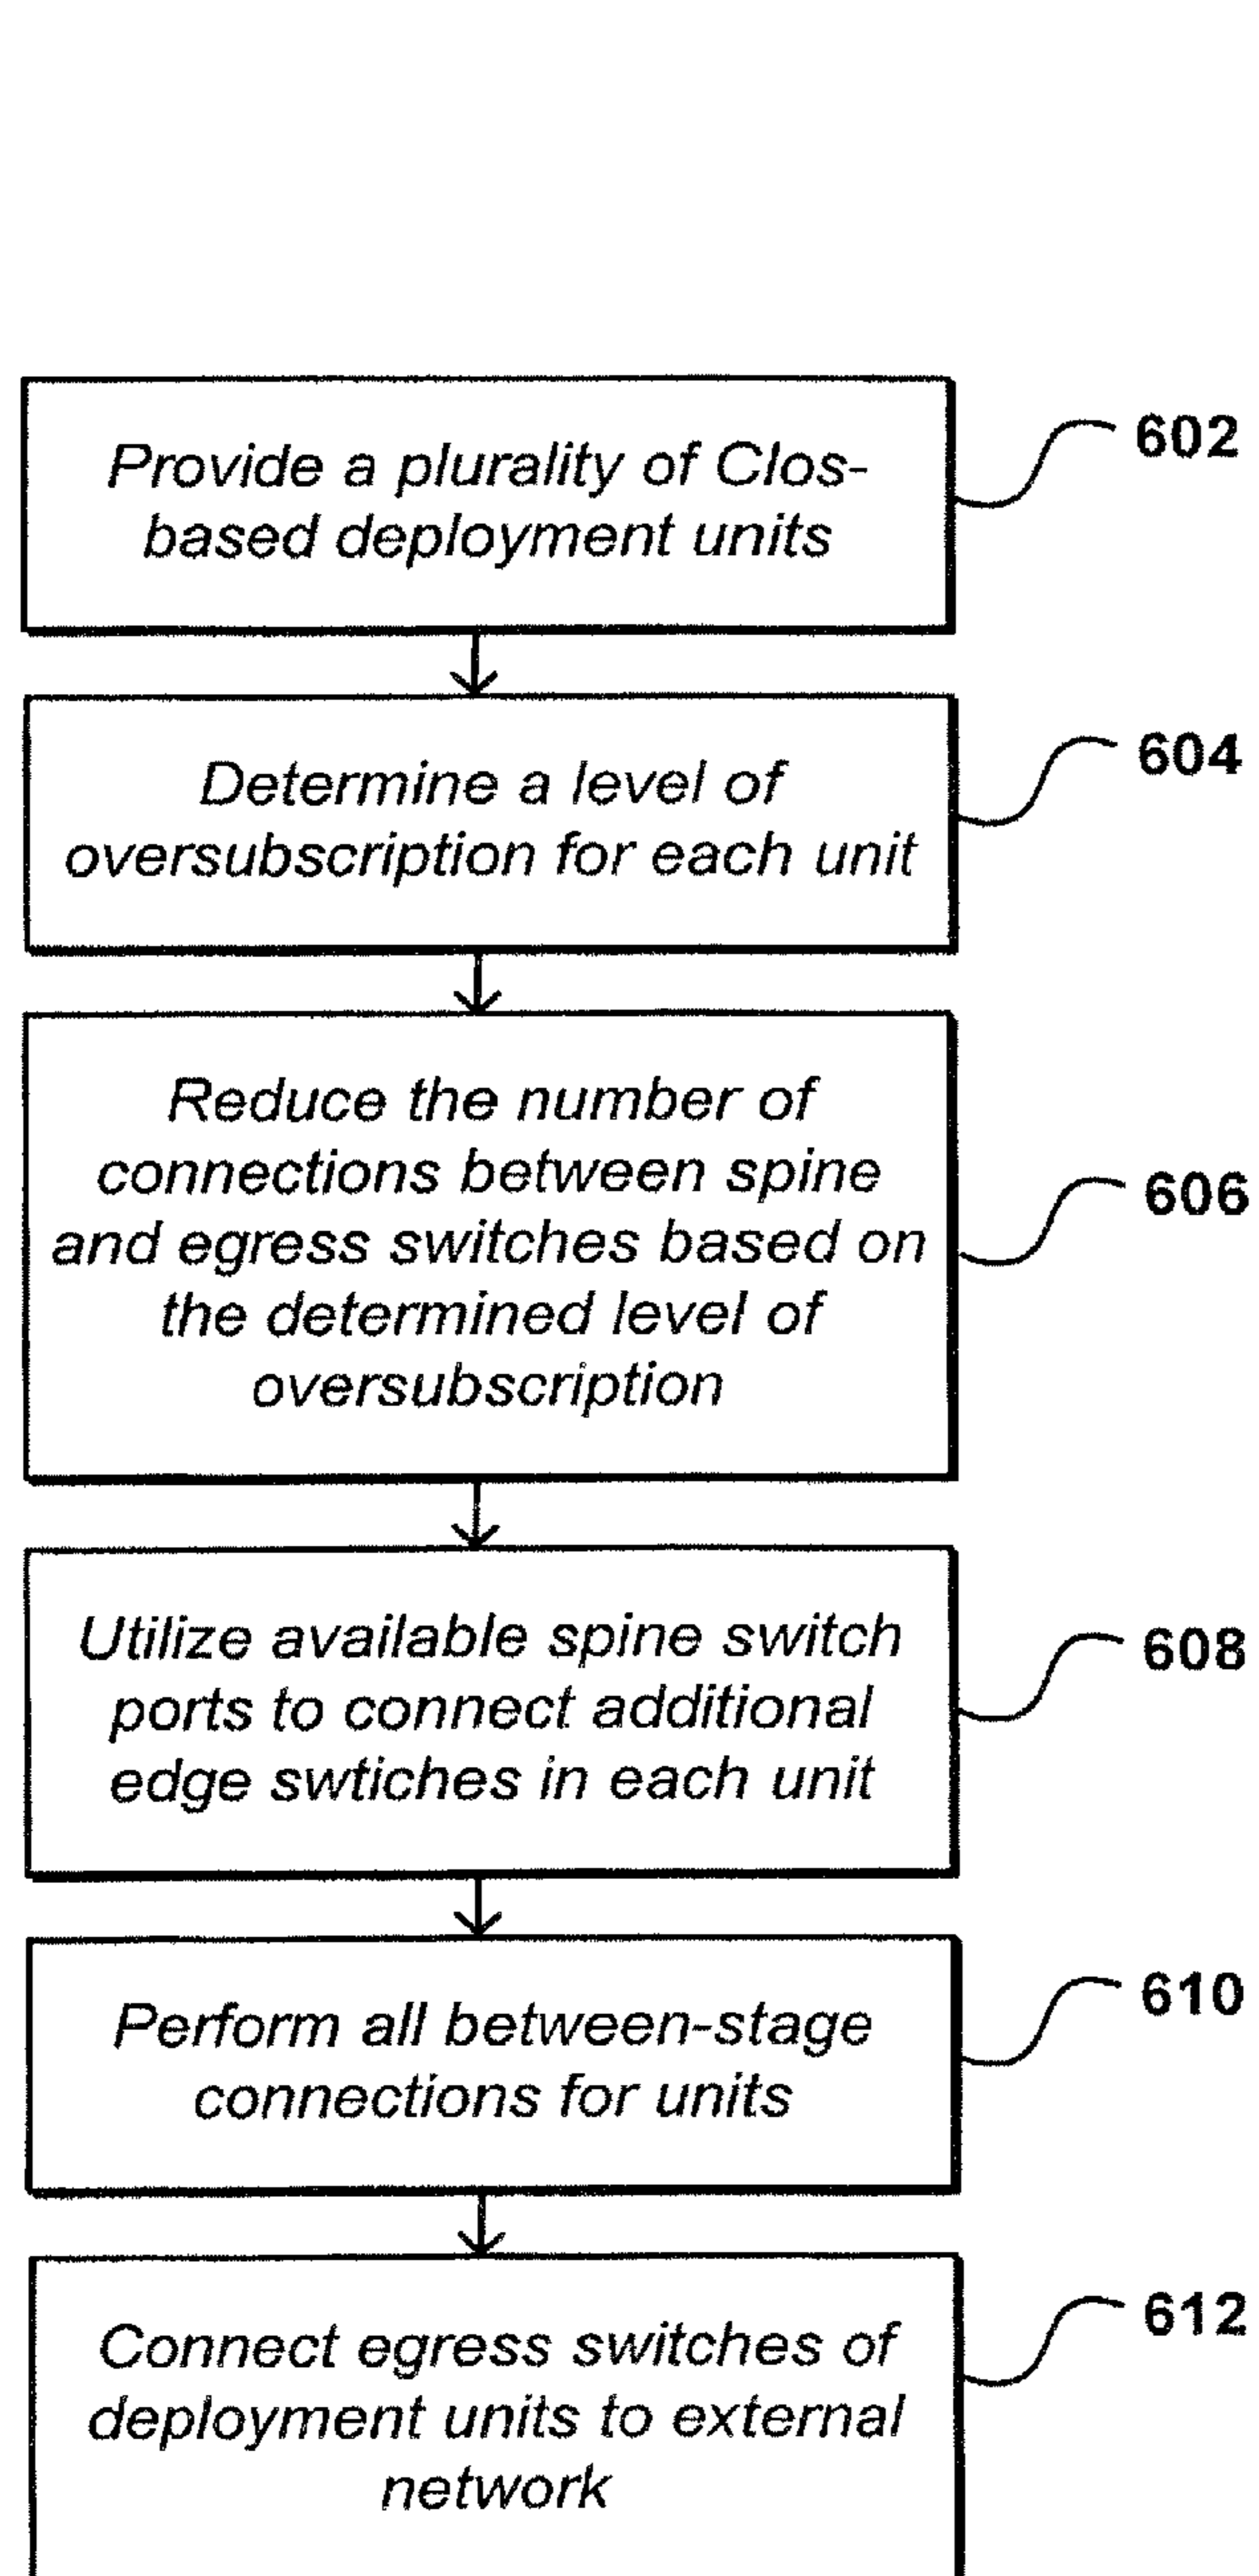 Provide a plurality of Clos-
based deployment units
602
Determine a level of
oversubscription for each unit
604
Reduce the number of
connections between spine
and egress switches based on
the determined level of
oversubscription
606
Utilize available spine switch
ports to connect additional
edge swtiches in each unit
608
Perform all between-stage
connections for units
610
Connect egress switches of
deployment units to external
network
612